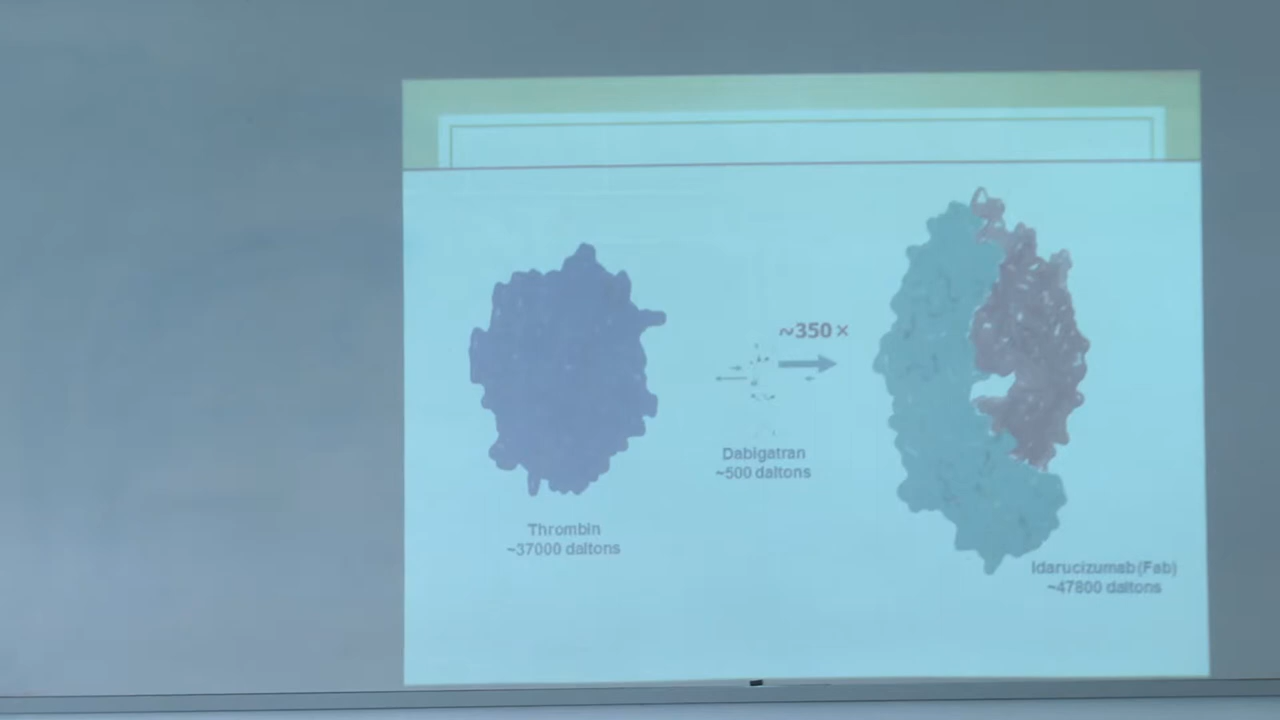 ~350 ×
Dabigatran
~500 daltons
Thrombin
~37000 daltons
Idarucizumab(Fab)
~47800 daltons